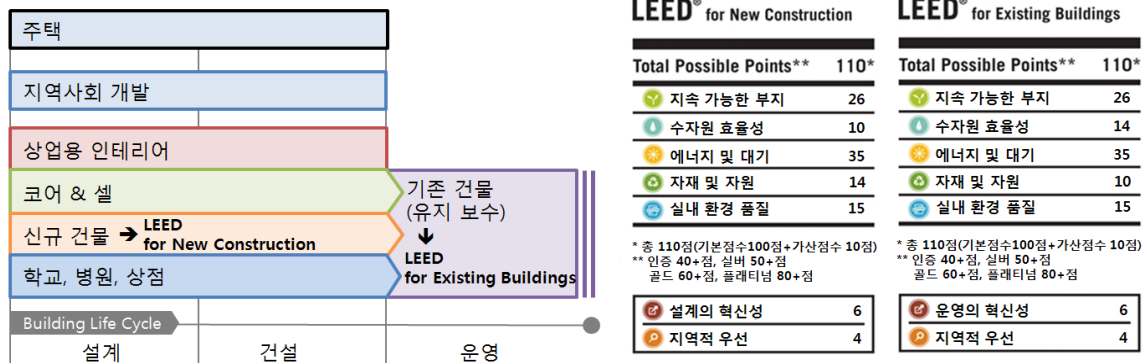 주택
지역사회 개발
상업용 인테리어
코어 & 셸
신규 건물 ➔ LEED
for New Construction
학교, 병원, 상점
기존 건물
(유지 보수)
LEED
for Existing Buildings
Building Life Cycle
설계 건설 운영
LEED® for New Construction
Total Possible Points** 110*
지속 가능한 부지 26
수자원 효율성 10
에너지 및 대기 35
자재 및 자원 14
실내 환경 품질 15
* 총 110점(기본점수100점+가산점수 10점)
** 인증 40+점, 실버 50+점
골드 60+점, 플래티넘 80+점
설계의 혁신성 6
지역적 우선 4
LEED® for Existing Buildings
Total Possible Points** 110*
지속 가능한 부지 26
수자원 효율성 14
에너지 및 대기 35
자재 및 자원 10
실내 환경 품질 15
* 총 110점(기본점수100점+가산점수 10점)
** 인증 40+점, 실버 50+점
골드 60+점, 플래티넘 80+점
운영의 혁신성 6
지역적 우선 4